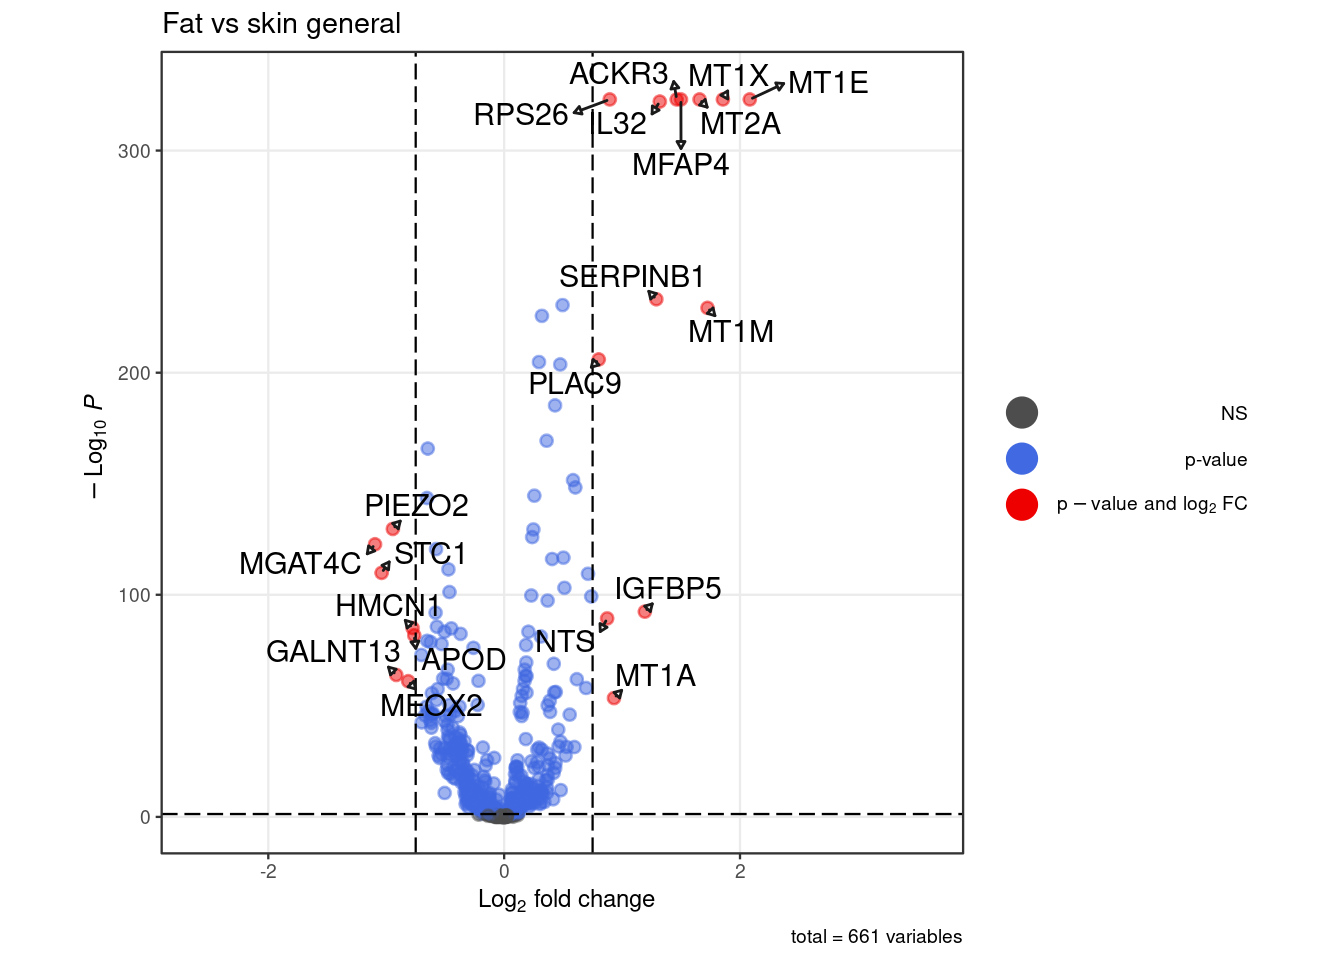 Fat vs skin general
ACKR3
MT1X
MT1E
RPS26
IL32
MT2A
MFAP4
300
SERPINB1
MT1M
200
PLAC9
− Log10 P
PIEZO2
STC1
MGAT4C
IGFBP5
100
HMCN1
NTS
GALNT13
APOD
MT1A
MEOX2
0
-2
0
2
Log2 fold change
NS
p-value
p − value and log2 FC
total = 661 variables